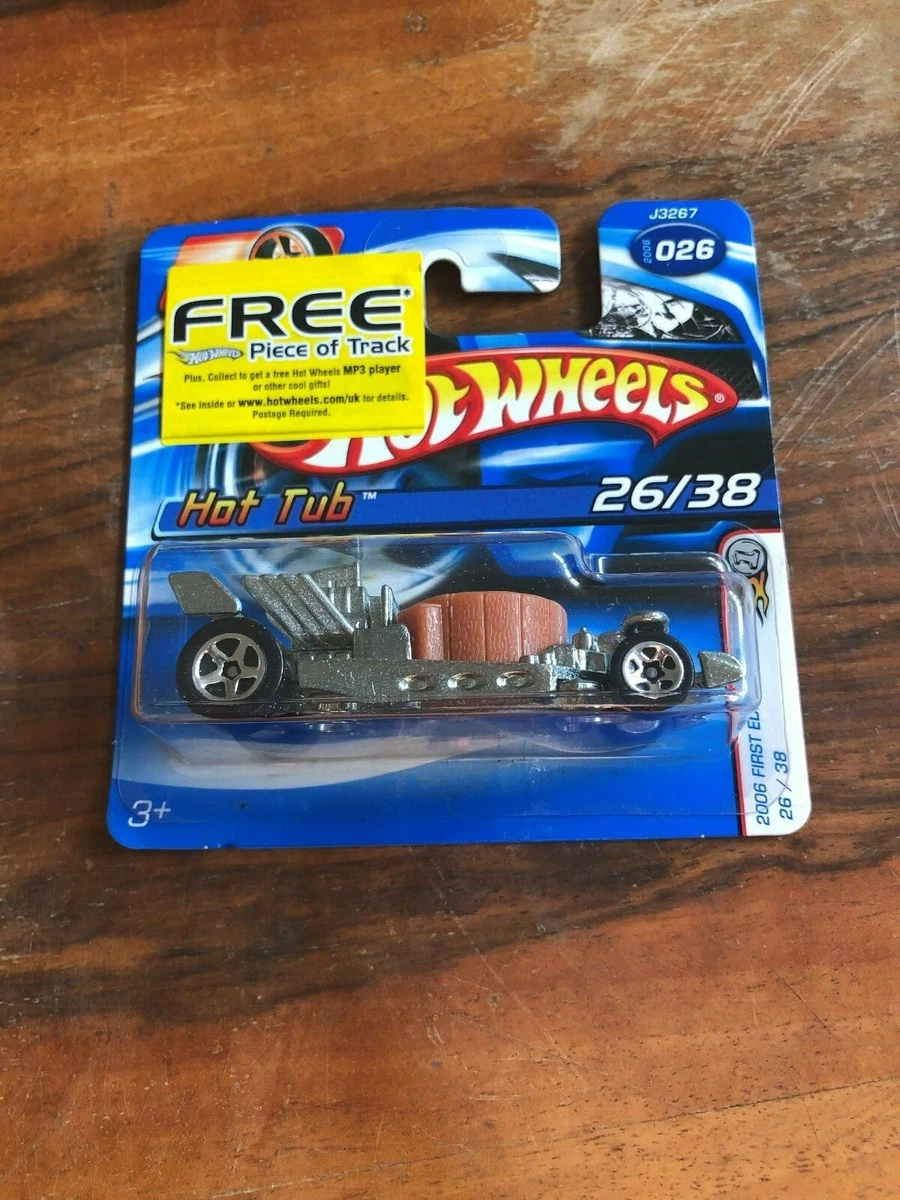 J3267
2006 026
FREE*
HOT WHEELS Piece of Track
Plus, Collect to get a free Hot Wheels MP3 player
or other cool gifts!
*See inside or www.hotwheels.com/uk for details.
Postage Required.
HOT WHEELS®
Hot Tub™ 26/38
3+
2006 FIRST ED
26 / 38